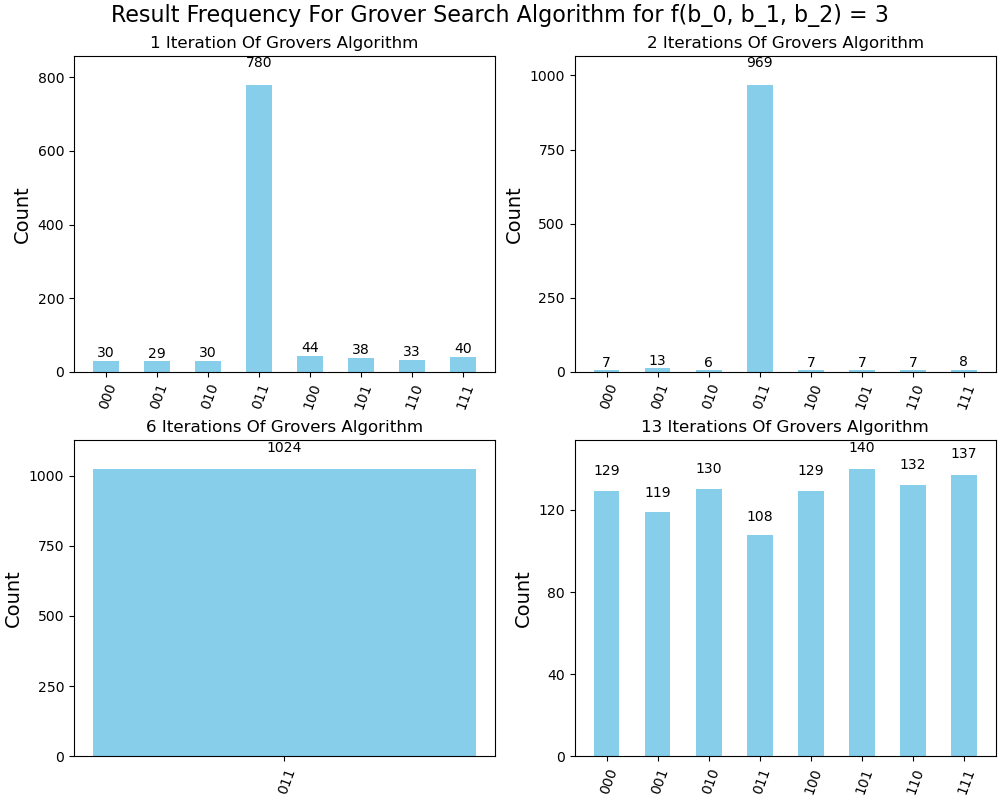 Result Frequency For Grover Search Algorithm for f(b_0, b_1, b_2) = 3
1 Iteration Of Grovers Algorithm
780
800
600
400
200
0
Count
30 29 30 44 38 33 40
000 001 010 011 100 101 110 111
2 Iterations Of Grovers Algorithm
969
1000
750
500
250
0
Count
7 13 6 7 7 7 8
000 001 010 011 100 101 110 111
6 Iterations Of Grovers Algorithm
1024
1000
750
500
250
0
Count
011
13 Iterations Of Grovers Algorithm
129 119 130 108 129 140 132 137
120
80
40
0
Count
000 001 010 011 100 101 110 111